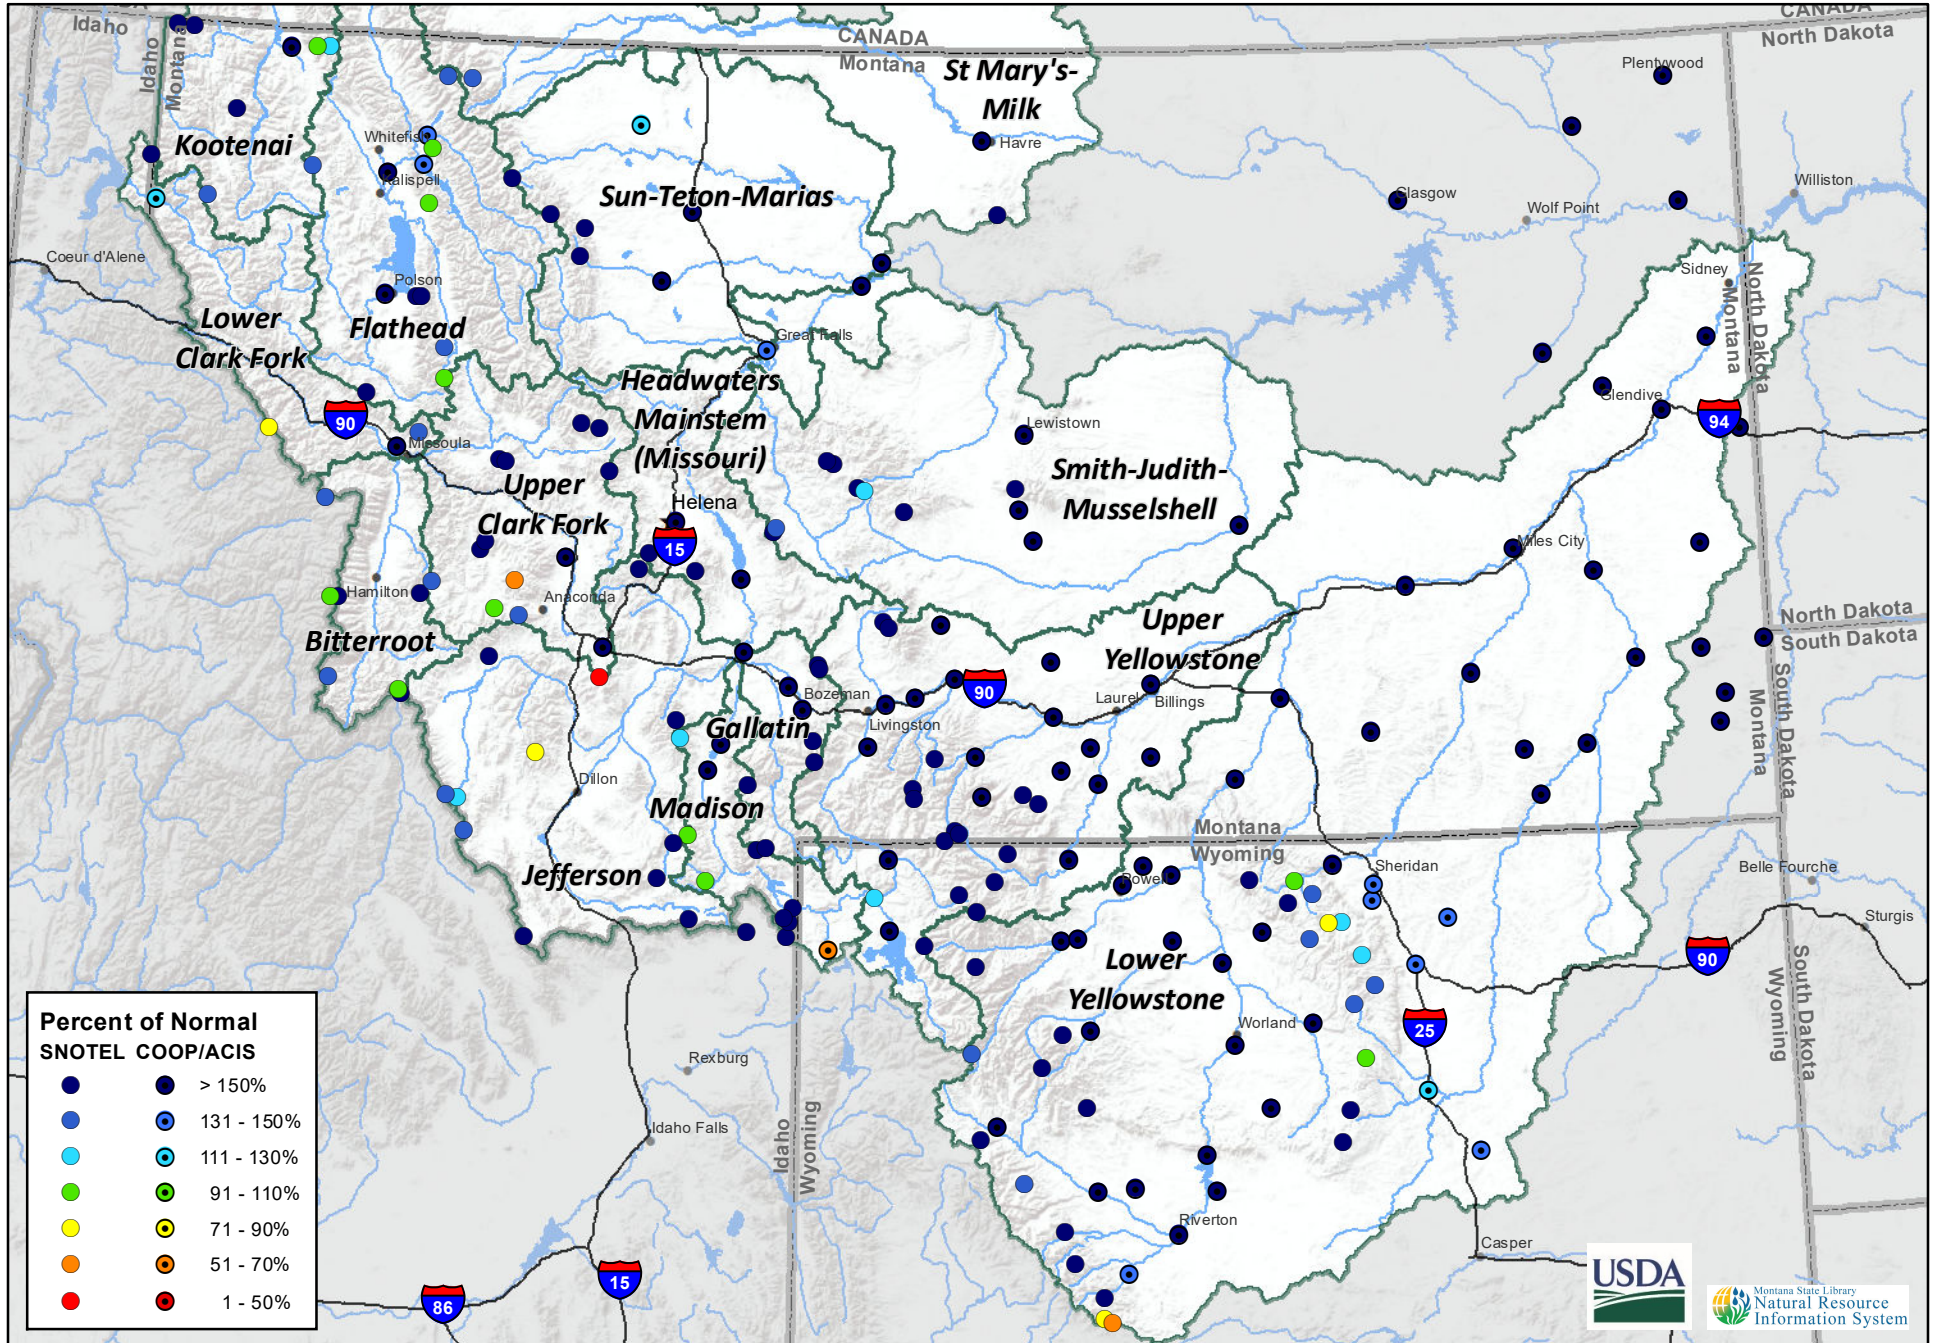 CANADA
Idaho
Idaho
Montana
CANADA
Montana
CANADA
North Dakota
St Mary's-
Milk
Plentywood
Kootenai
Whitefish
Havre
Kalispell
Sun-Teton-Marias
Glasgow
Wolf Point
Williston
Coeur d'Alene
Polson
Sidney
North Dakota
Montana
Lower
Clark Fork
Flathead
Great Falls
Headwaters
Mainstem
(Missouri)
Glendive
90
Missoula
Lewistown
94
Upper
Clark Fork
Helena
15
Smith-Judith-
Musselshell
Miles City
Hamilton
Anaconda
Bitterroot
Upper
Yellowstone
North Dakota
South Dakota
Bozeman
90
Livingston
Laurel
Billings
Gallatin
South Dakota
Montana
Dillon
Madison
Montana
Wyoming
Jefferson
Powell
Sheridan
Belle Fourche
Sturgis
Lower
Yellowstone
90
South Dakota
Wyoming
Worland
25
Rexburg
Idaho Falls
Idaho
Wyoming
Riverton
Casper
15
86
Percent of Normal
SNOTEL COOP/ACIS
> 150%
131 - 150%
111 - 130%
91 - 110%
71 - 90%
51 - 70%
1 - 50%
USDA
Montana State Library
Natural Resource
Information System